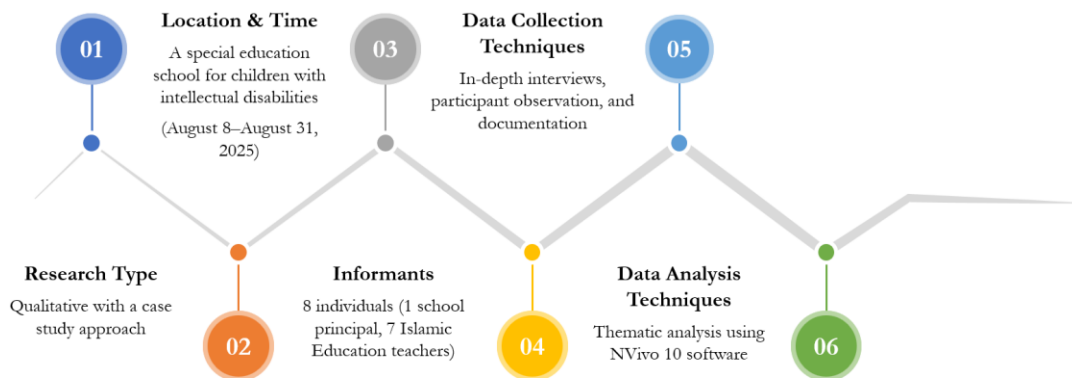 01
Research Type
Qualitative with a case
study approach
Location & Time
A special education
school for children with
intellectual disabilities
(August 8–August 31,
2025)
02
03
Informants
8 individuals (1 school
principal, 7 Islamic
Education teachers)
Data Collection
Techniques
In-depth interviews,
participant observation, and
documentation
04
05
Data Analysis
Techniques
Thematic analysis using
NVivo 10 software
06